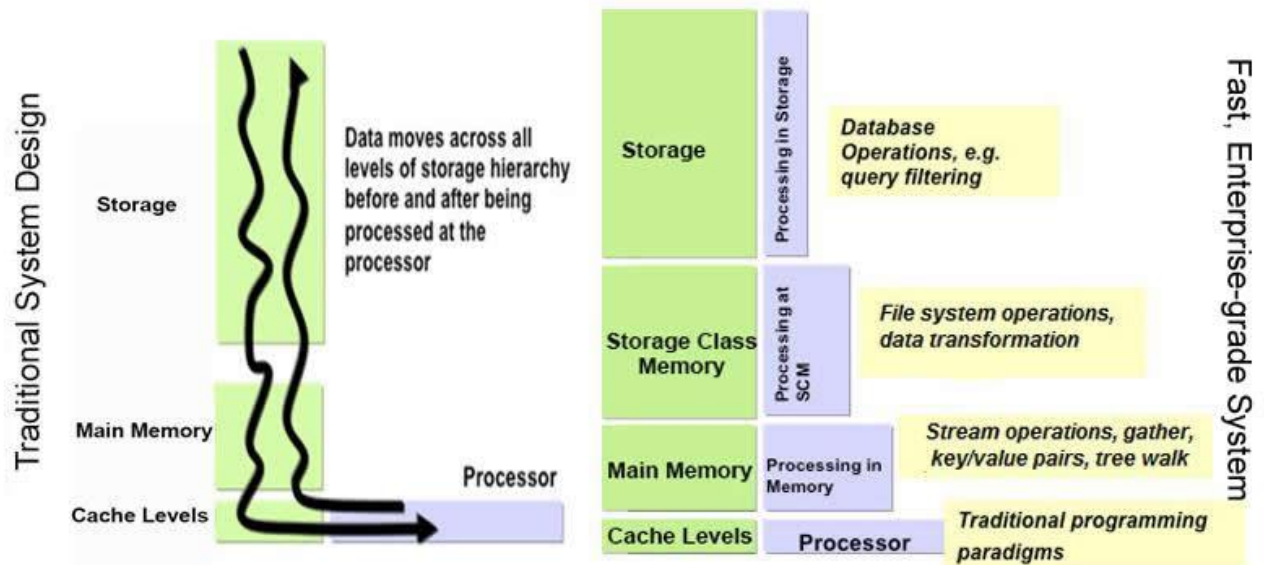 Traditional System Design
Storage
Main Memory
Cache Levels
Data moves across all
levels of storage hierarchy
before and after being
processed at the
processor
Processor
Storage
Processing in Storage
Database
Operations, e.g.
query filtering
Storage Class
Memory
Processing at
SCM
File system operations,
data transformation
Main Memory
Processing in
Memory
Stream operations, gather,
key/value pairs, tree walk
Cache Levels
Processor
Traditional programming
paradigms
Fast, Enterprise-grade System